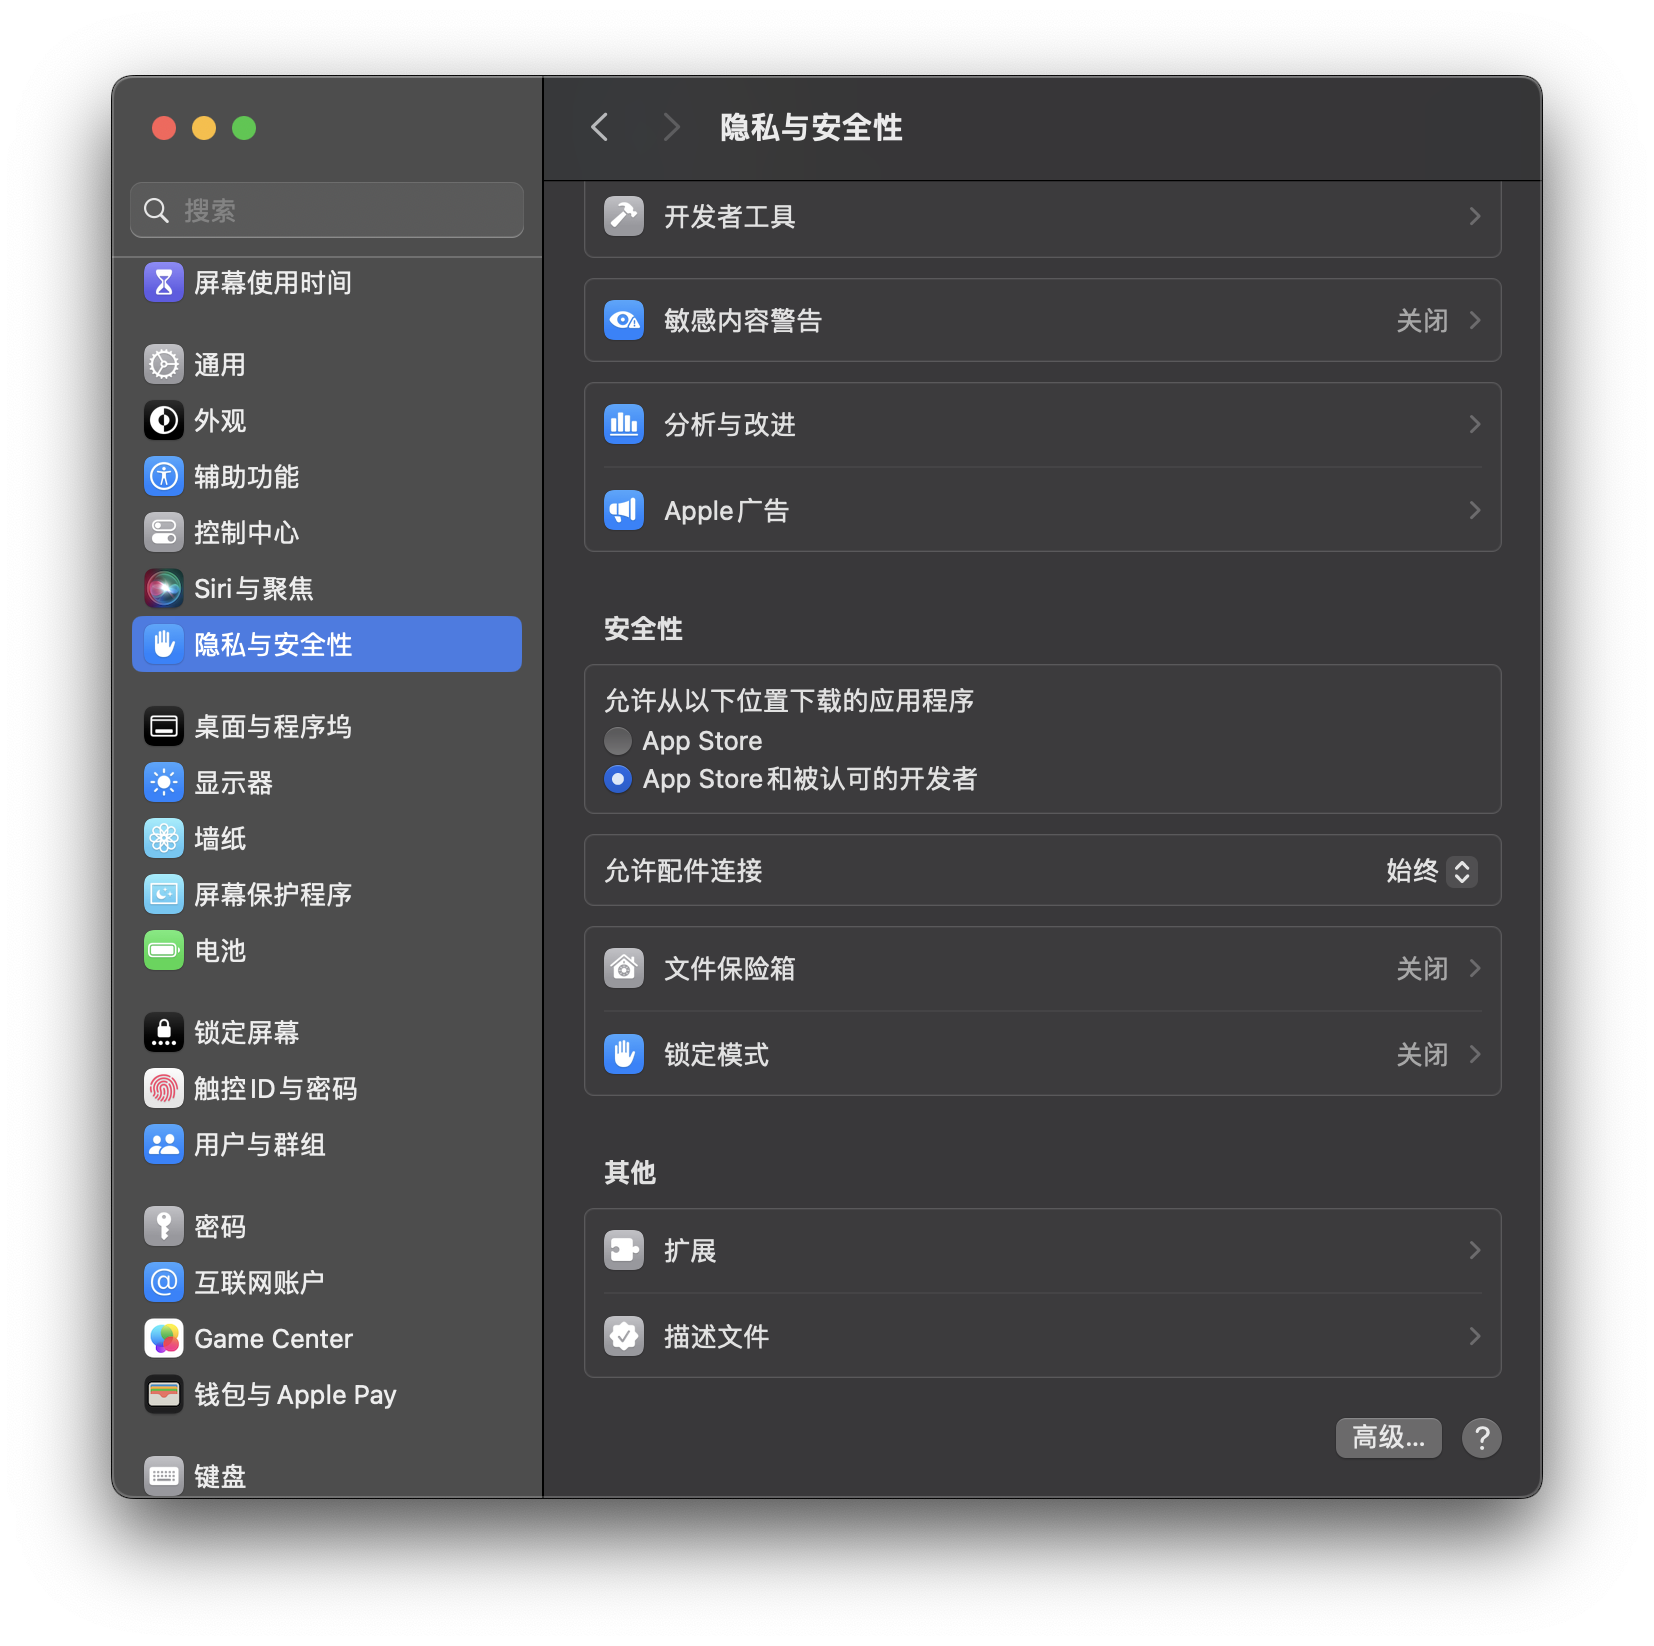 搜索
屏幕使用时间
通用
外观
辅助功能
控制中心
Siri与聚焦
隐私与安全性
桌面与程序坞
显示器
墙纸
屏幕保护程序
电池
锁定屏幕
触控ID与密码
用户与群组
密码
互联网账户
Game Center
钱包与Apple Pay
键盘
隐私与安全性
开发者工具
敏感内容警告 关闭
分析与改进
Apple广告
安全性
允许从以下位置下载的应用程序
App Store
App Store和被认可的开发者
允许配件连接 始终
文件保险箱 关闭
锁定模式 关闭
其他
扩展
描述文件
高级... ?